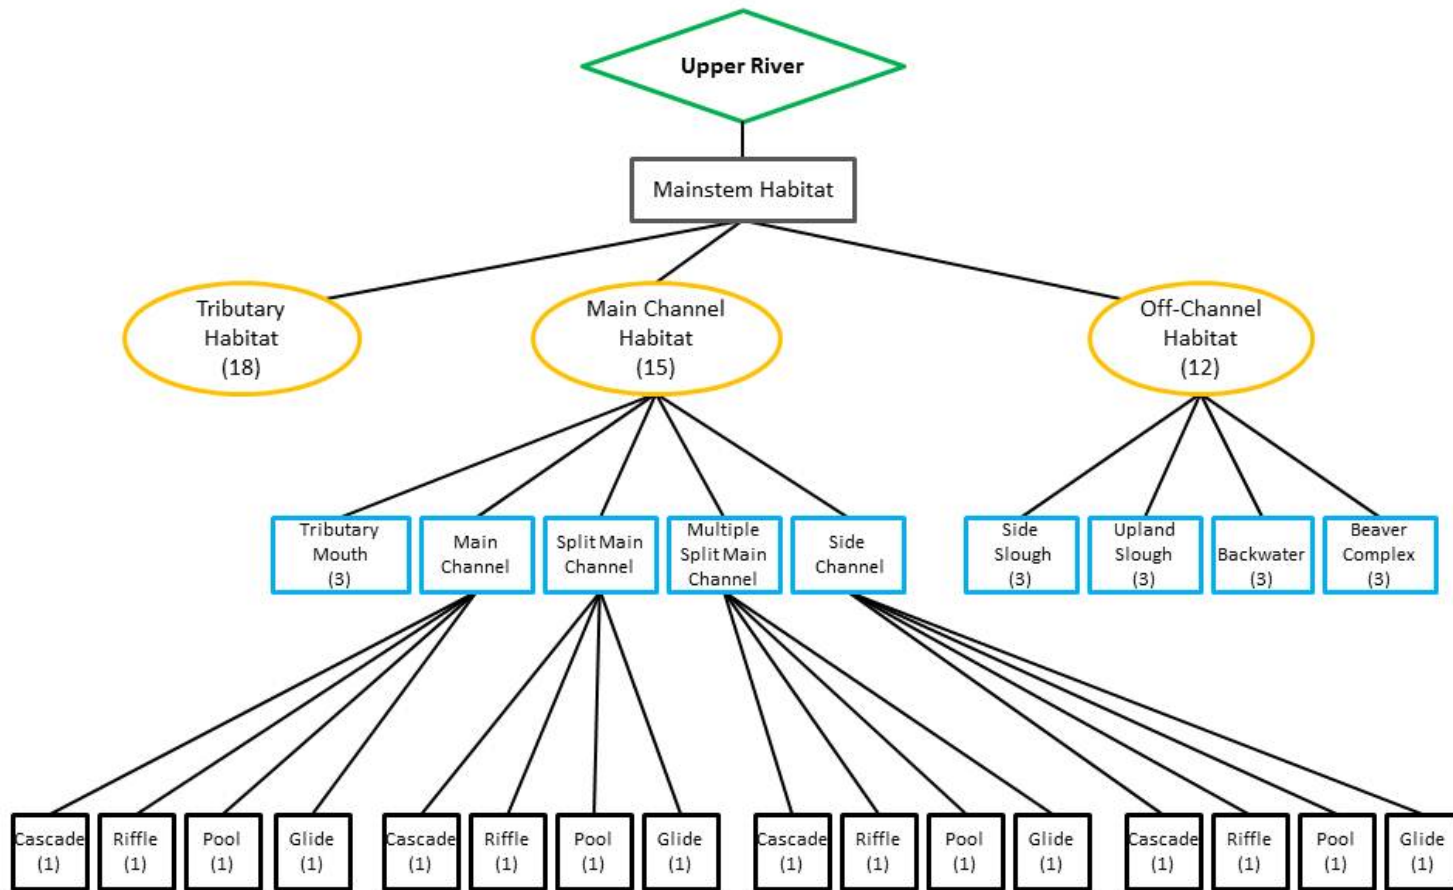 Upper River
Mainstem Habitat
Tributary
Habitat
(18)
Main Channel
Habitat
(15)
Off-Channel
Habitat
(12)
Tributary
Mouth
(3)
Main
Channel
Split Main
Channel
Multiple
Split Main
Channel
Side
Channel
Side
Slough
(3)
Upland
Slough
(3)
Backwater
(3)
Beaver
Complex
(3)
Cascade
(1)
Riffle
(1)
Pool
(1)
Glide
(1)
Cascade
(1)
Riffle
(1)
Pool
(1)
Glide
(1)
Cascade
(1)
Riffle
(1)
Pool
(1)
Glide
(1)
Cascade
(1)
Riffle
(1)
Pool
(1)
Glide
(1)